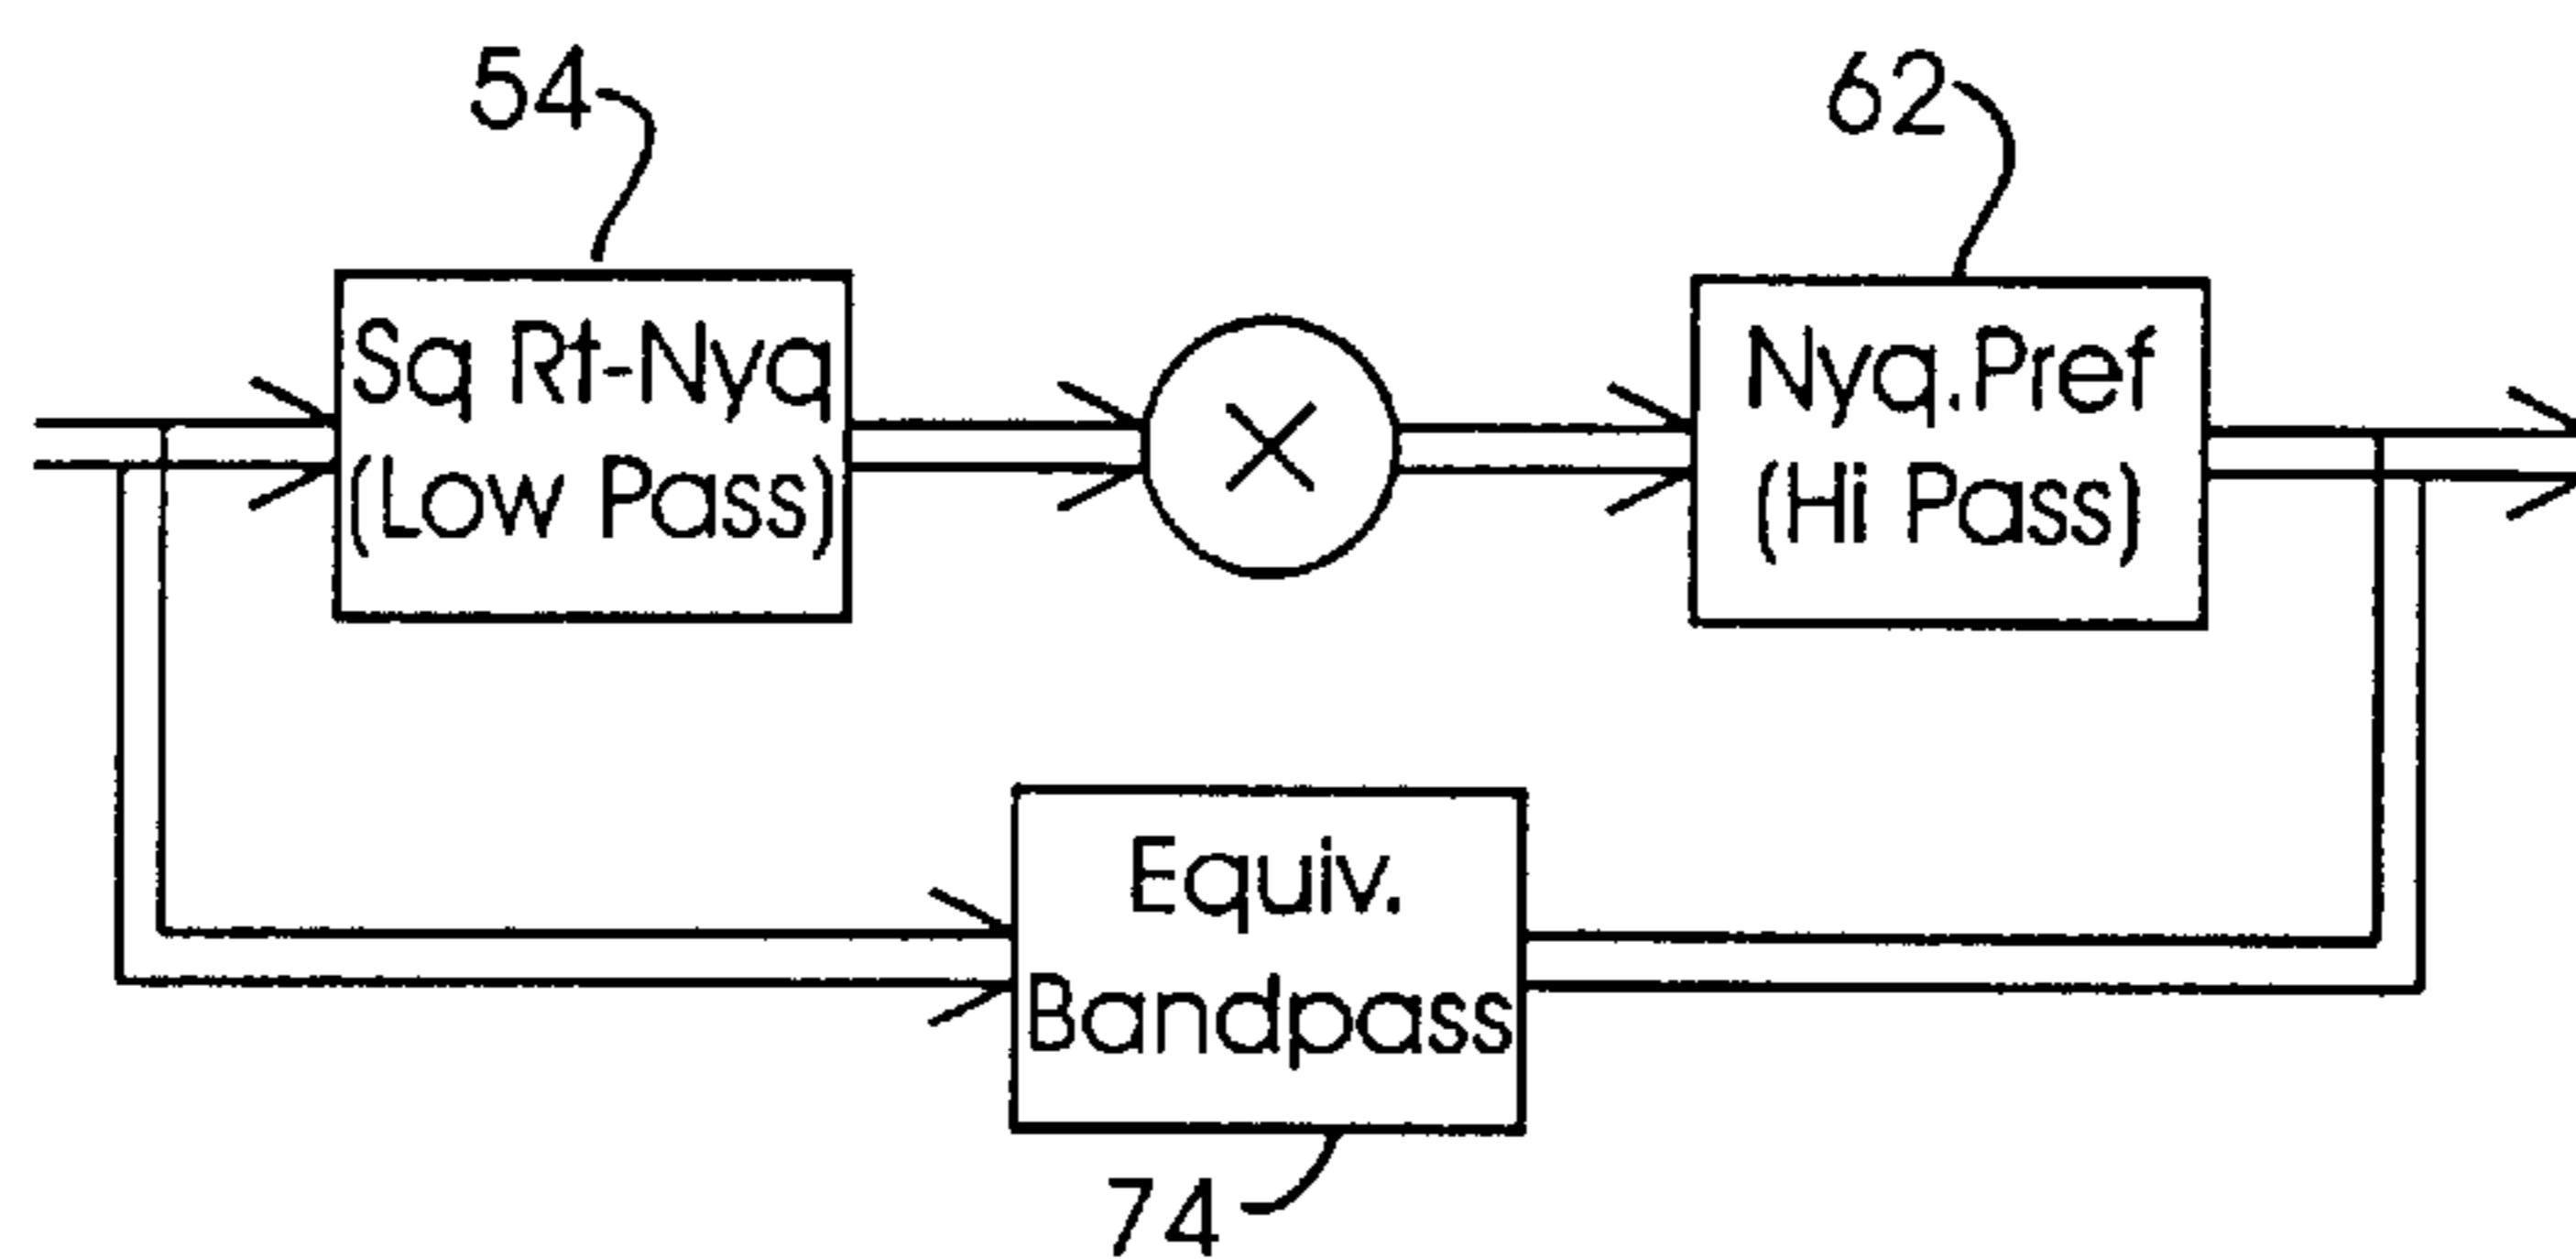 54
62
Sq Rt-Nyq
(Low Pass)
Nyq.Pref
(Hi Pass)
Equiv.
Bandpass
74